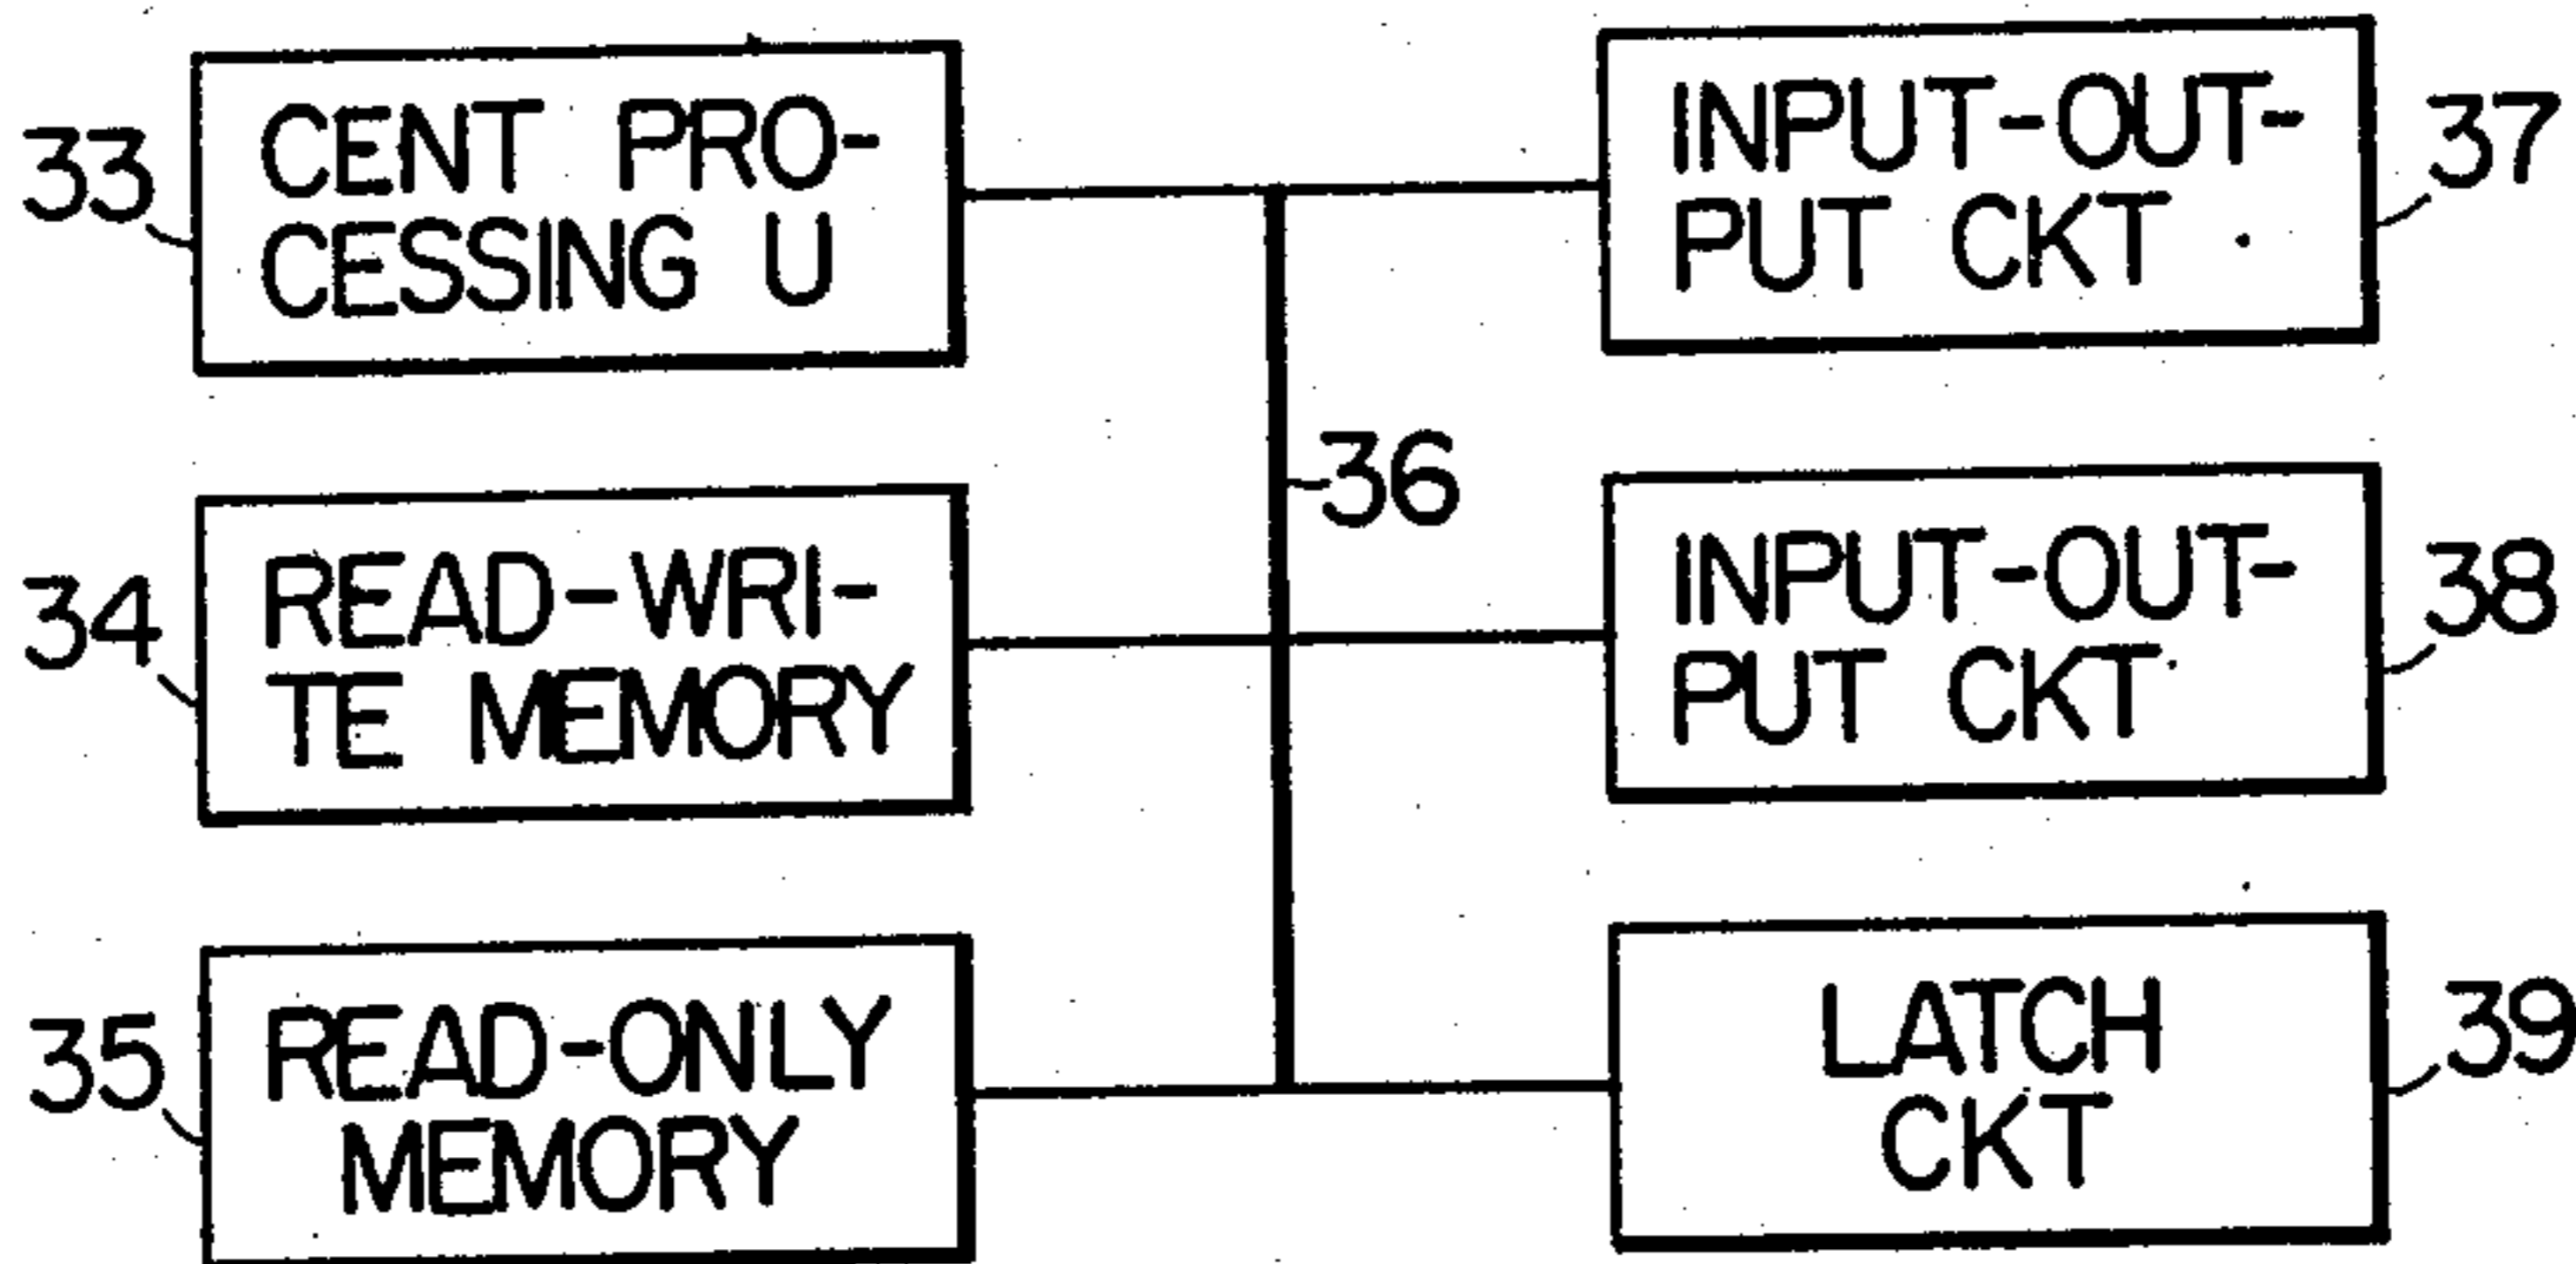 33
CENT PRO-
CESSING U
INPUT-OUT-
PUT CKT
37
36
34
READ-WRI-
TE MEMORY
INPUT-OUT-
PUT CKT
38
35
READ-ONLY
MEMORY
LATCH
CKT
39